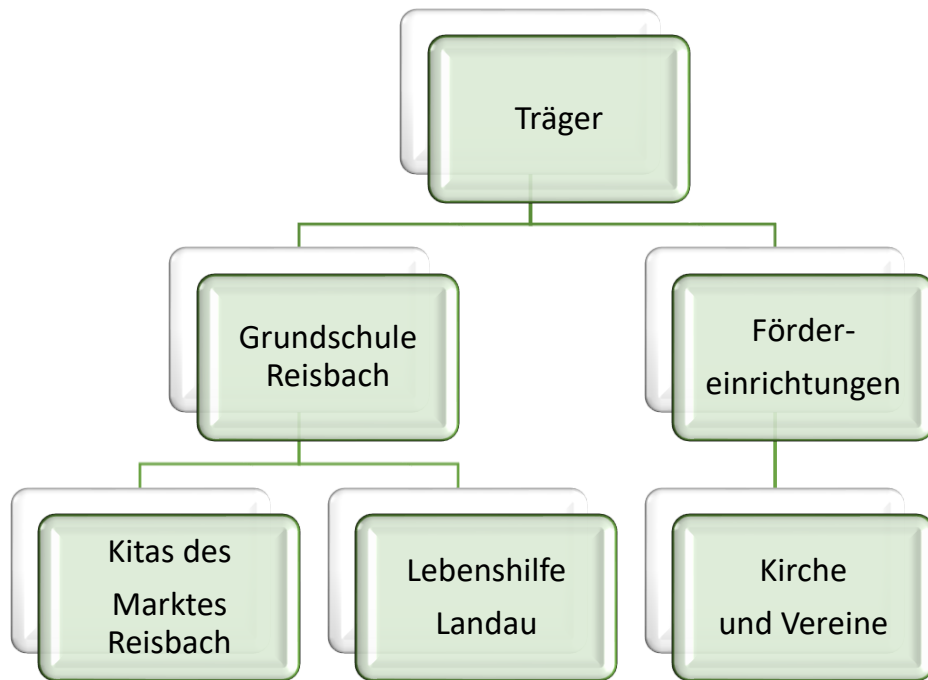 Träger
Grundschule
Reisbach
Förder-
einrichtungen
Kitas des
Marktes
Reisbach
Lebenshilfe
Landau
Kirche
und Vereine